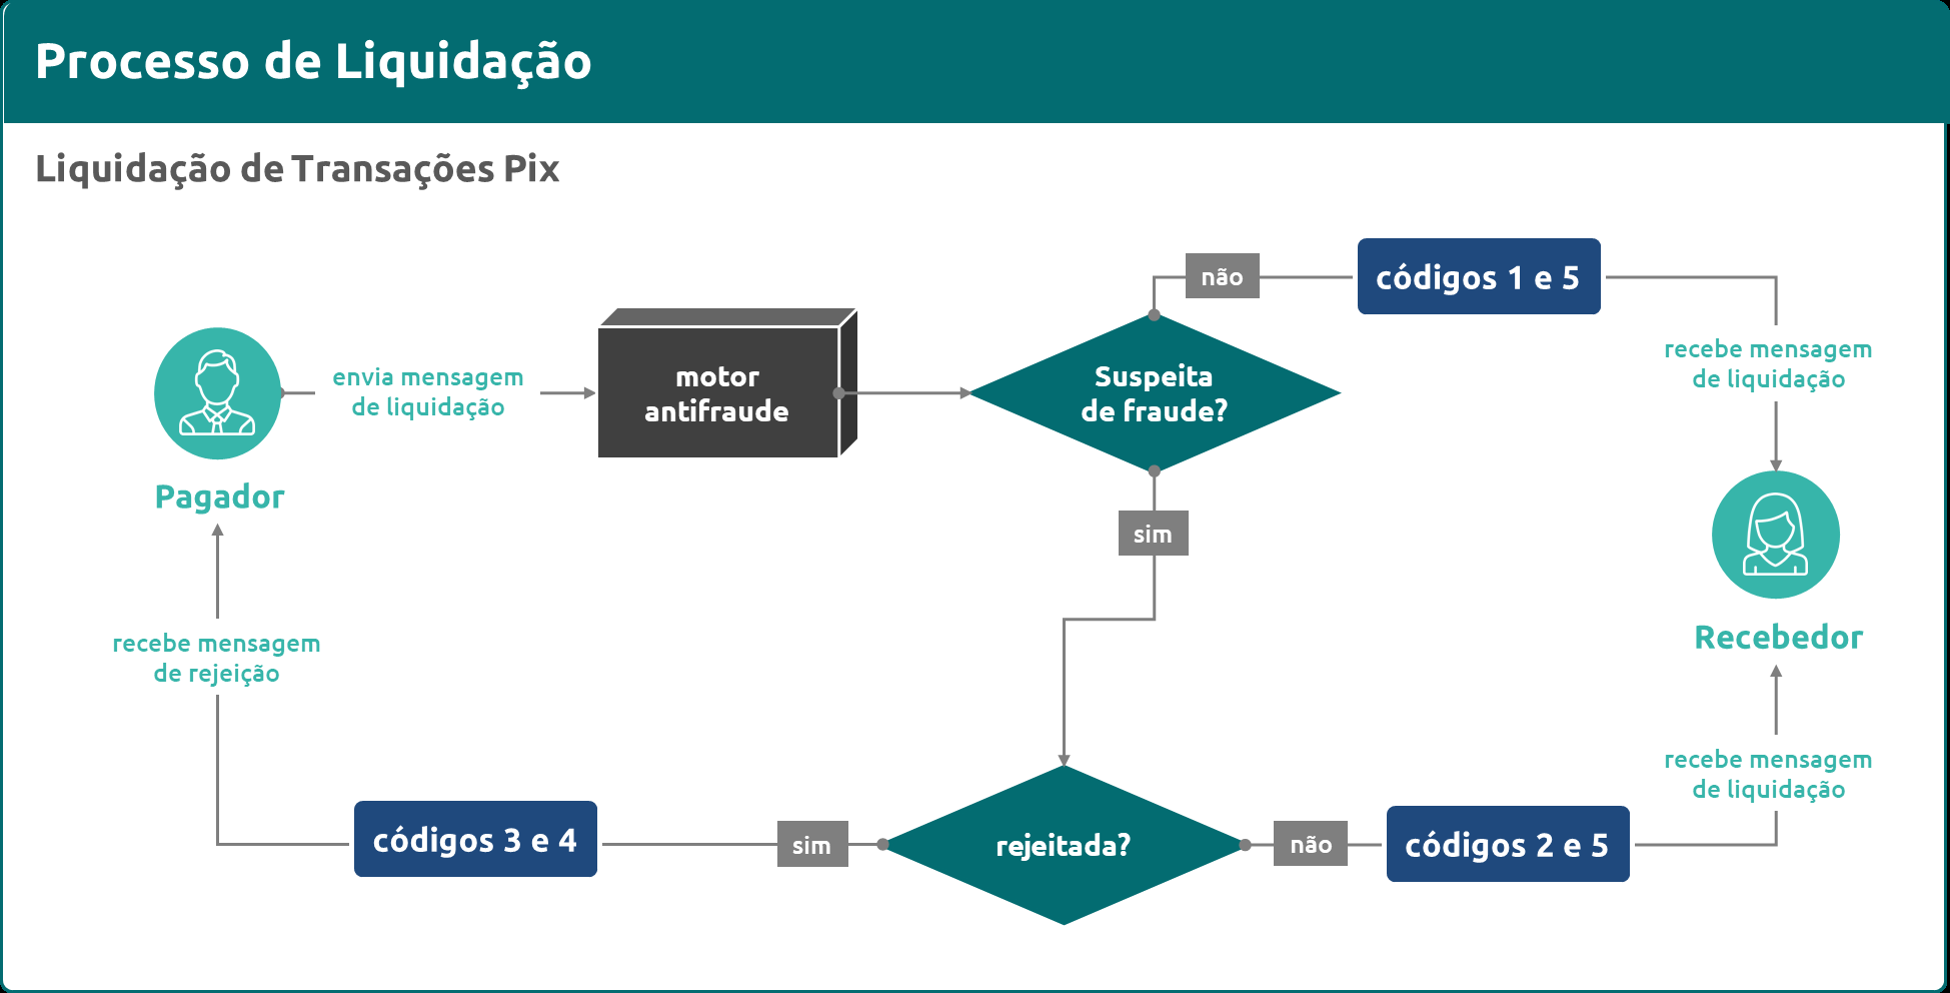 Processo de Liquidação
Liquidação de Transações Pix
não
códigos 1 e 5
recebe mensagem
de liquidação
envia mensagem
de liquidação
motor
antifraude
Suspeita
de fraude?
Pagador
sim
Recebedor
recebe mensagem
de rejeição
recebe mensagem
de liquidação
códigos 3 e 4
sim
rejeitada?
não
códigos 2 e 5